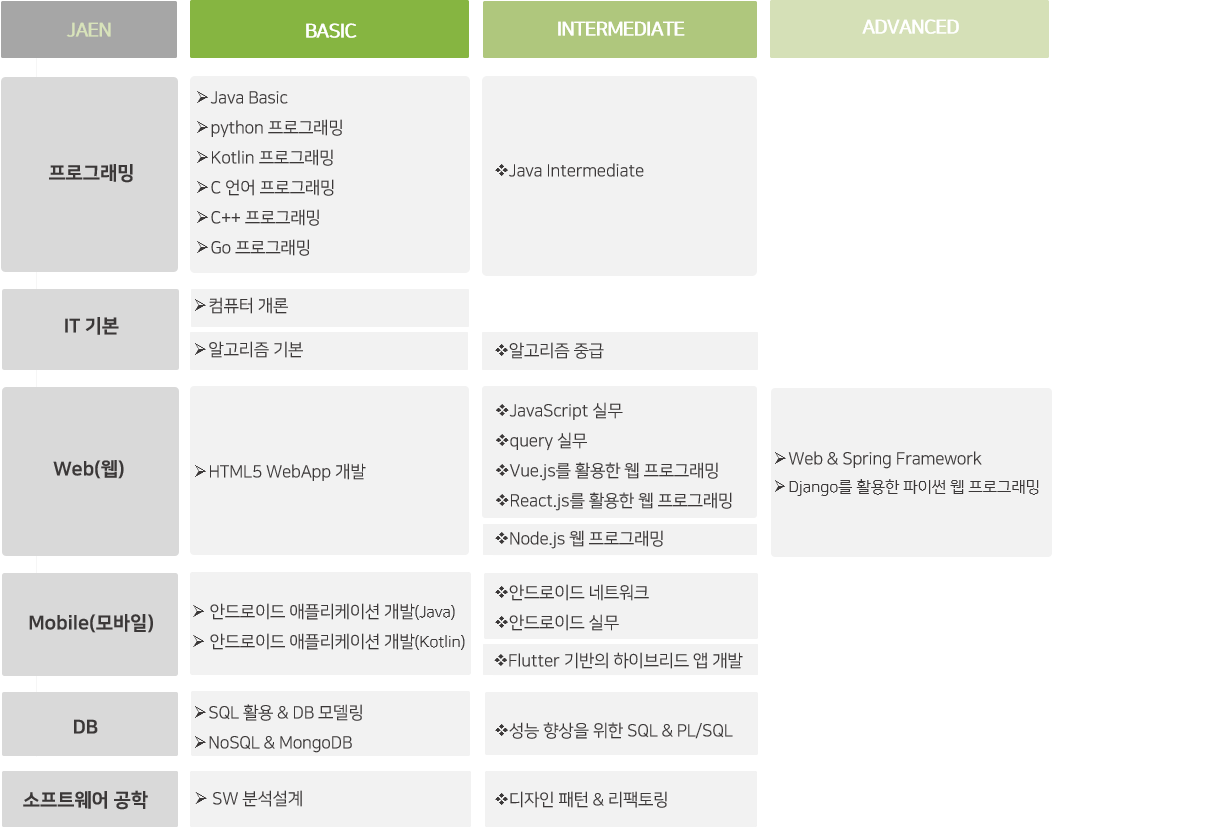 JAEN
BASIC
INTERMEDIATE
ADVANCED
프로그래밍
➢Java Basic
➢python 프로그래밍
➢Kotlin 프로그래밍
➢C 언어 프로그래밍
➢C++ 프로그래밍
➢Go 프로그래밍
❖Java Intermediate
IT 기본
➢컴퓨터 개론
➢알고리즘 기본
❖알고리즘 중급
Web(웹)
➢HTML5 WebApp 개발
❖JavaScript 실무
❖query 실무
❖Vue.js를 활용한 웹 프로그래밍
❖React.js를 활용한 웹 프로그래밍
❖Node.js 웹 프로그래밍
➢Web & Spring Framework
➢Django를 활용한 파이썬 웹 프로그래밍
Mobile(모바일)
➢ 안드로이드 애플리케이션 개발(Java)
➢ 안드로이드 애플리케이션 개발(Kotlin)
❖안드로이드 네트워크
❖안드로이드 실무
❖Flutter 기반의 하이브리드 앱 개발
DB
➢SQL 활용 & DB 모델링
➢NoSQL & MongoDB
❖성능 향상을 위한 SQL & PL/SQL
소프트웨어 공학
➢ SW 분석설계
❖디자인 패턴 & 리팩토링